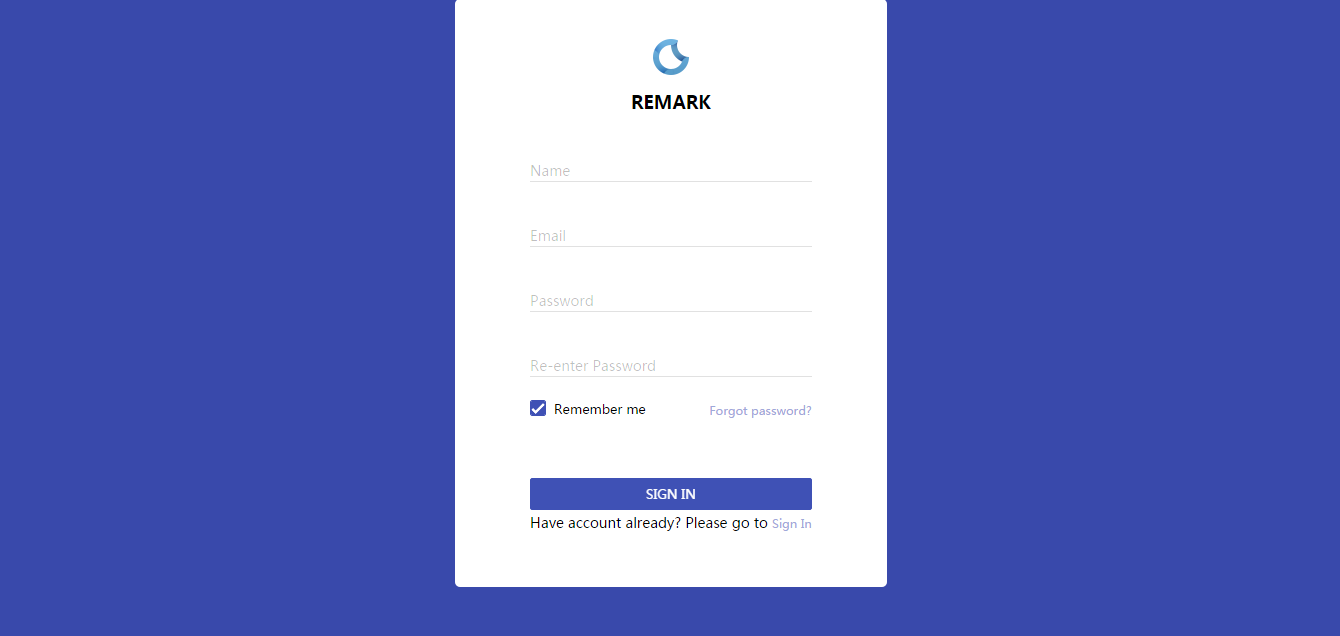 REMARK
Name
Email
Password
Re-enter Password
Remember me Forgot password?
SIGN IN
Have account already? Please go to Sign In